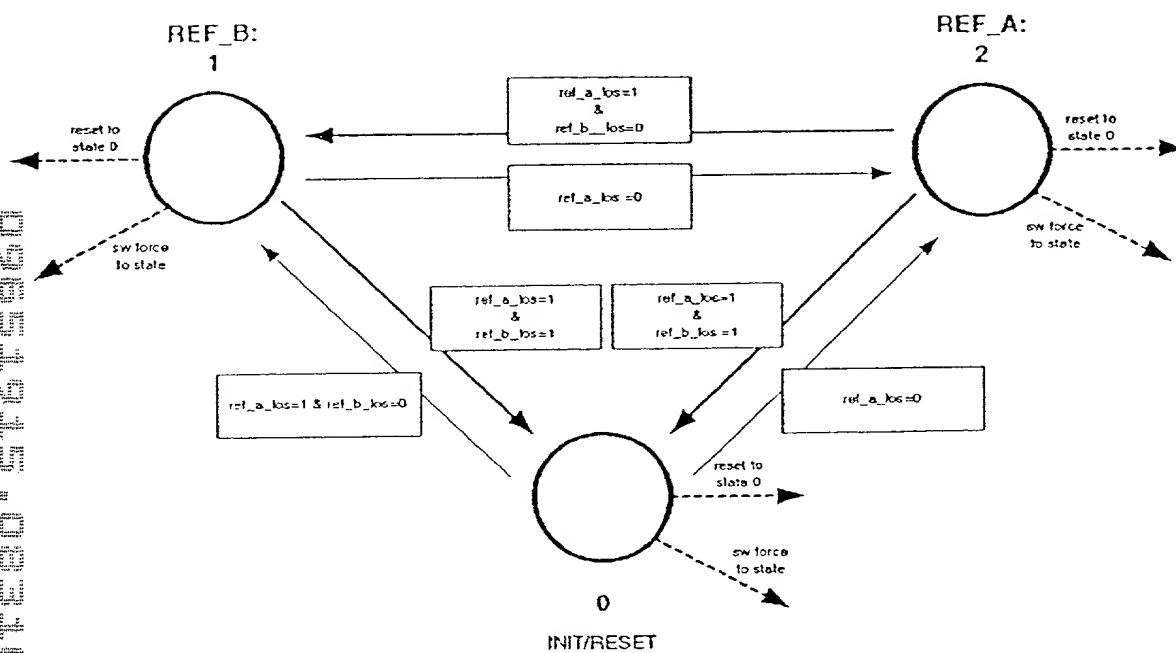 REF_B:
1
REF_A:
2
ref_a_los=1
&
ref_b__los=0
ref_a_los =0
reset to
state 0
sw force
to state
reset to
state 0
sw force
to state
ref_a_los=1
&
ref_b_los=1
ref_a_los=1
&
ref_b_los =1
ref_a_los=1 & ref_b_los=0
ref_a_los=0
reset to
state 0
sw force
to state
0
INIT/RESET